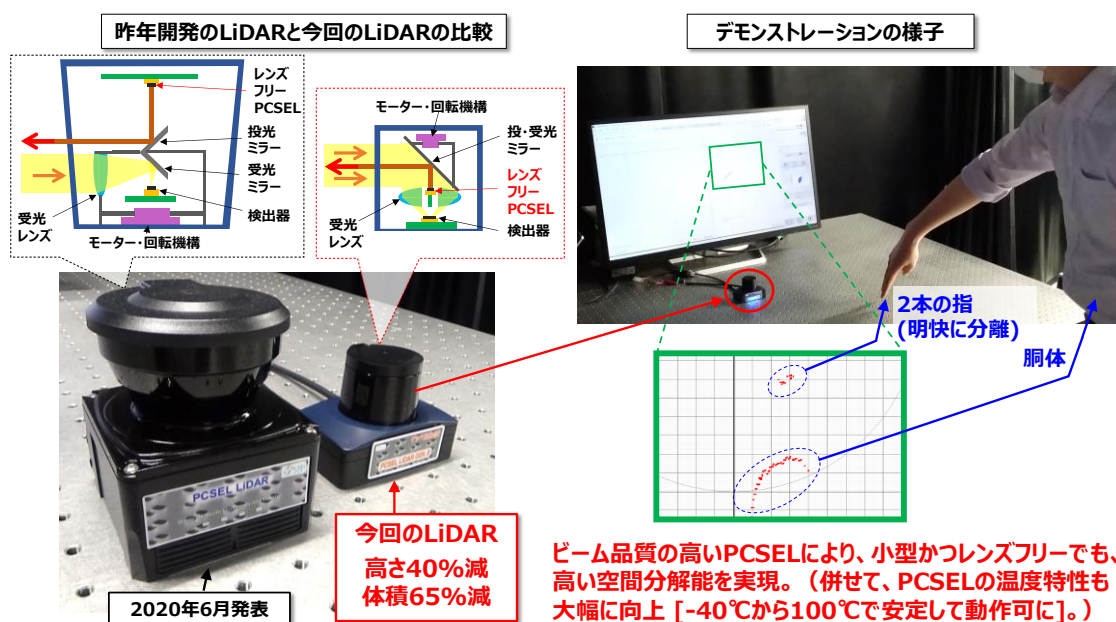 昨年開発のLiDARと今回のLiDARの比較
レンズ
フリー
PCSEL
投光
ミラー
受光
ミラー
検出器
受光
レンズ
モーター・回転機構
モーター・回転機構
投・受光
ミラー
レンズ
フリー
PCSEL
検出器
受光
レンズ
PCSEL LiDAR
今回のLiDAR
高さ40%減
体積65%減
2020年6月発表
デモンストレーションの様子
2本の指
(明快に分離)
胴体
ビーム品質の高いPCSELにより、小型かつレンズフリーでも、
高い空間分解能を実現。（併せて、PCSELの温度特性も
大幅に向上 [-40℃から100℃で安定して動作可に]。）